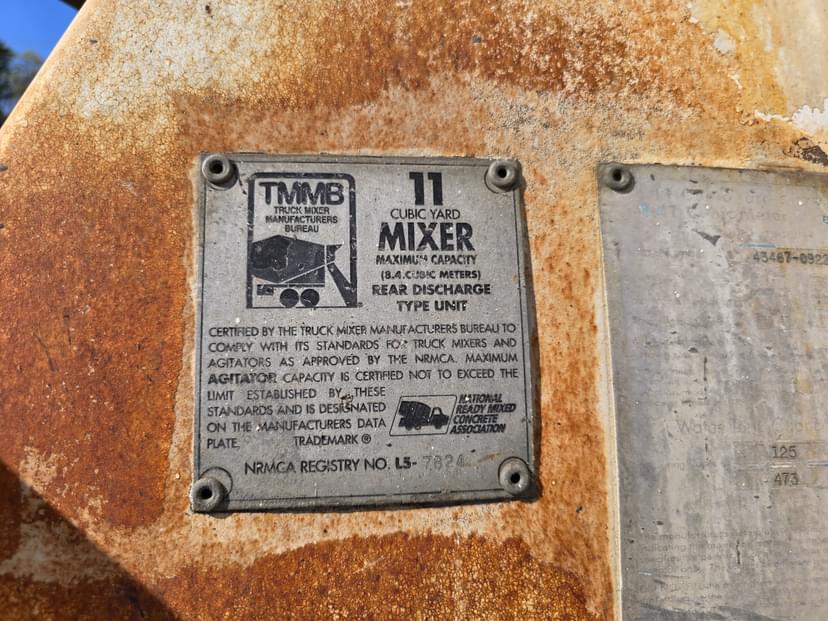 TMMB
TRUCK MIXER
MANUFACTURERS
BUREAU
11
CUBIC YARD
MIXER
MAXIMUM CAPACITY
(8.4.CUBIC METERS)
REAR DISCHARGE
TYPE UNIT
CERTIFIED BY THE TRUCK MIXER MANUFACTURERS BUREAU TO
COMPLY WITH ITS STANDARDS FOR TRUCK MIXERS AND
AGITATORS AS APPROVED BY THE NRMCA. MAXIMUM
AGITATOR CAPACITY IS CERTIFIED NOT TO EXCEED THE
LIMIT ESTABLISHED BY THESE
STANDARDS AND IS DESIGNATED
ON THE MANUFACTURERS DATA
PLATE. TRADEMARK ®
NATIONAL
READY MIXED
CONCRETE
ASSOCIATION
NRMCA REGISTRY NO. L5-7824
125
473